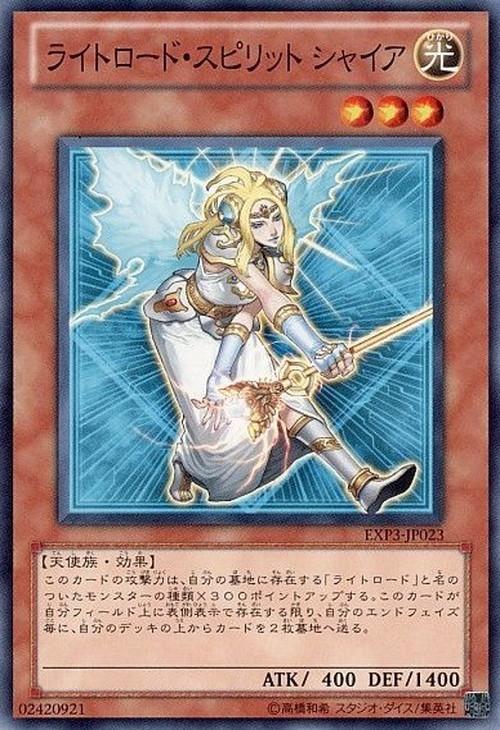 ライトロード・スピリット シャイア
光
EXP3-JP023
【天使族・効果】
このカードの攻撃力は、自分の墓地に存在する「ライトロード」と名の
ついたモンスターの種類×３００ポイントアップする。このカードが
自分フィールド上に表側表示で存在する限り、自分のエンドフェイズ
毎に、自分のデッキの上からカードを２枚墓地へ送る。
ATK/ 400 DEF/1400
02420921
©高橋和希 スタジオ・ダイス/集英社